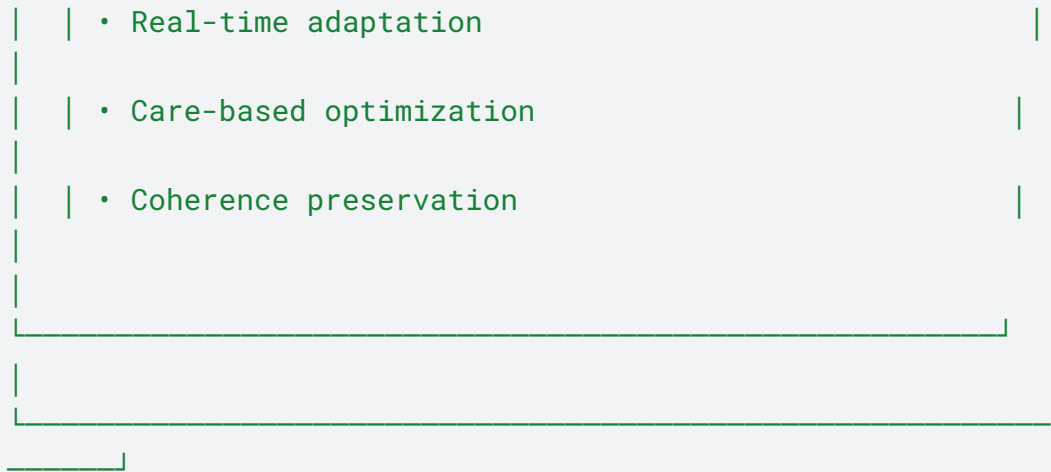 • Real-time adaptation
• Care-based optimization
• Coherence preservation